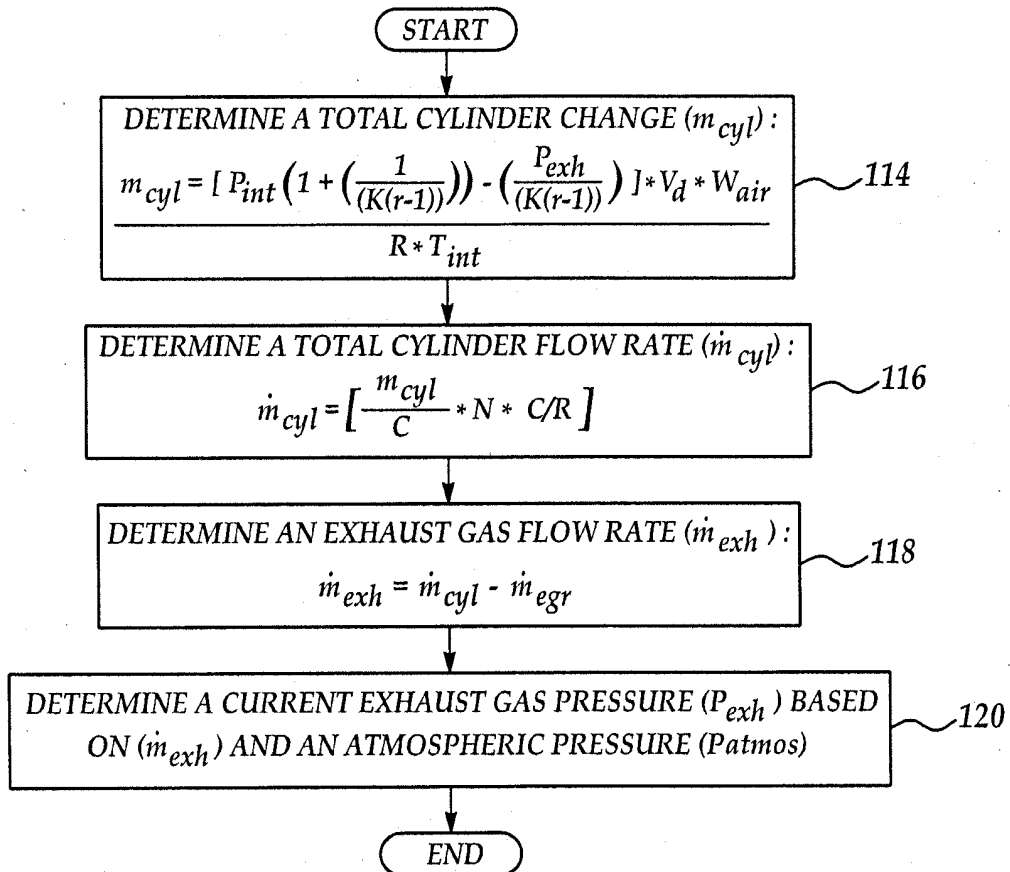 START
DETERMINE A TOTAL CYLINDER CHANGE (m_cyl) :
m_cyl = [ P_int (1 + (1/(K(r-1)))) - (P_exh/(K(r-1))) ] * V_d * W_air
R * T_int
114
DETERMINE A TOTAL CYLINDER FLOW RATE (ṁ_cyl) :
ṁ_cyl = [ m_cyl/C * N * C/R ]
116
DETERMINE AN EXHAUST GAS FLOW RATE (ṁ_exh ) :
ṁ_exh = ṁ_cyl - ṁ_egr
118
DETERMINE A CURRENT EXHAUST GAS PRESSURE (P_exh ) BASED
ON (ṁ_exh) AND AN ATMOSPHERIC PRESSURE (Patmos)
120
END